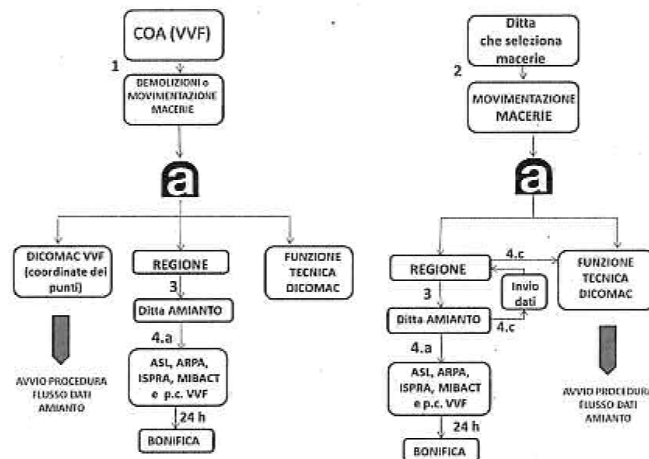 COA (VVF)
1
DEMOLIZIONI o
MOVIMENTAZIONE
MACERIE
a
DICOMAC VVF
(coordinate dei
punti)
REGIONE
FUNZIONE
TECNICA
DICOMAC
3
Ditta AMIANTO
4.a
ASL, ARPA,
ISPRA, MIBACT
e p.c. VVF
24 h
BONIFICA
AVVIO PROCEDURA
FLUSSO DATI
AMIANTO
Ditta
che seleziona
macerie
2
MOVIMENTAZIONE
MACERIE
a
REGIONE
4.c
FUNZIONE
TECNICA
DICOMAC
Invio
dati
3
Ditta AMIANTO
4.c
4.a
ASL, ARPA,
ISPRA, MIBACT
e p.c. VVF
24 h
BONIFICA
AVVIO PROCEDURA
FLUSSO DATI
AMIANTO